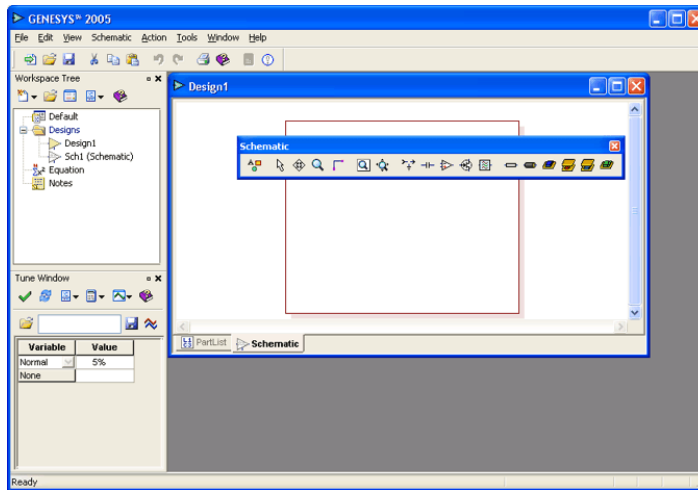 GENESYS™ 2005
File Edit View Schematic Action Tools Window Help
Workspace Tree
Default
Designs
Design1
Sch1 (Schematic)
Equation
Notes
Design1
Schematic
PartList
Schematic
Tune Window
Variable Value
Normal 5%
None
Ready